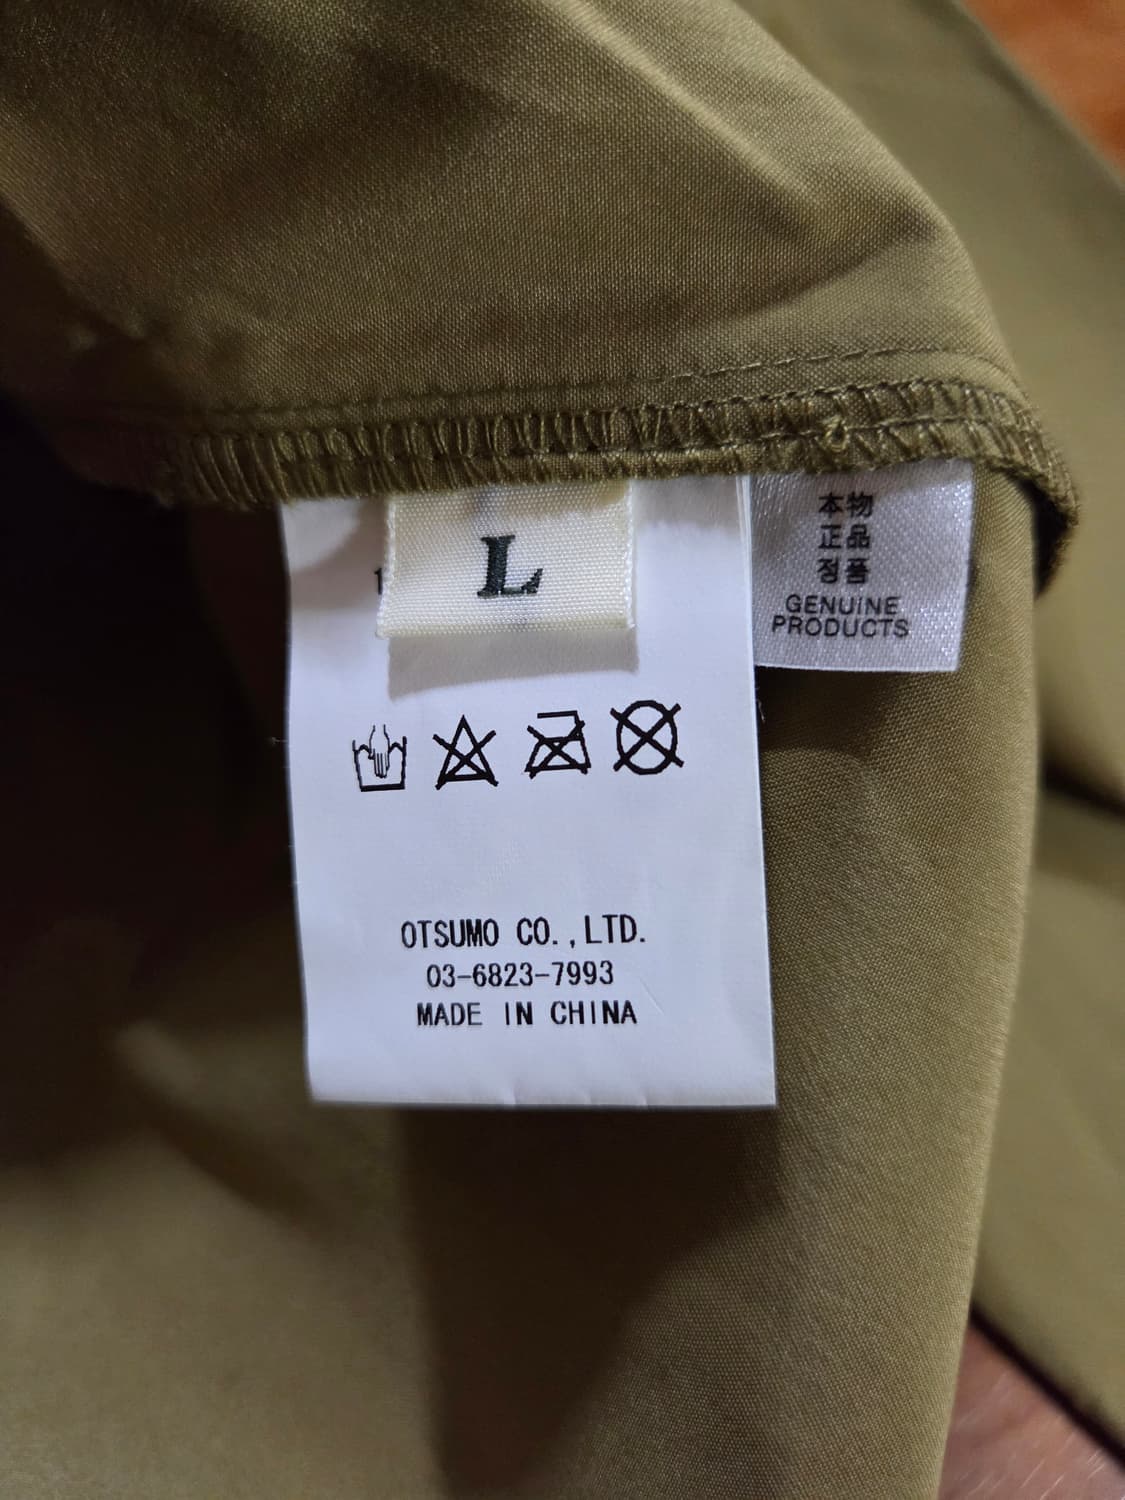 L
本物
正品
정품
GENUINE
PRODUCTS
OTSUMO CO.,LTD.
03-6823-7993
MADE IN CHINA